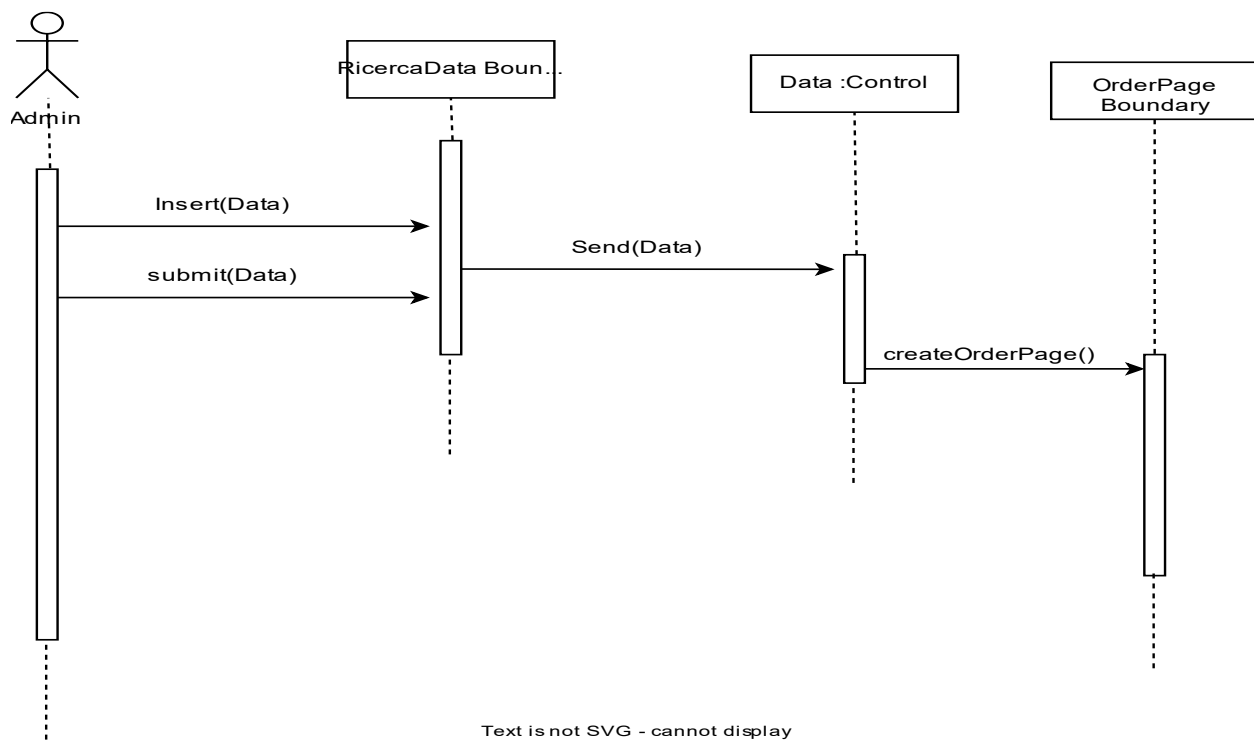 Admin
RicercaData Boun...
Data :Control
OrderPage
Boundary
Insert(Data)
Send(Data)
submit(Data)
createOrderPage()
Text is not SVG - cannot display